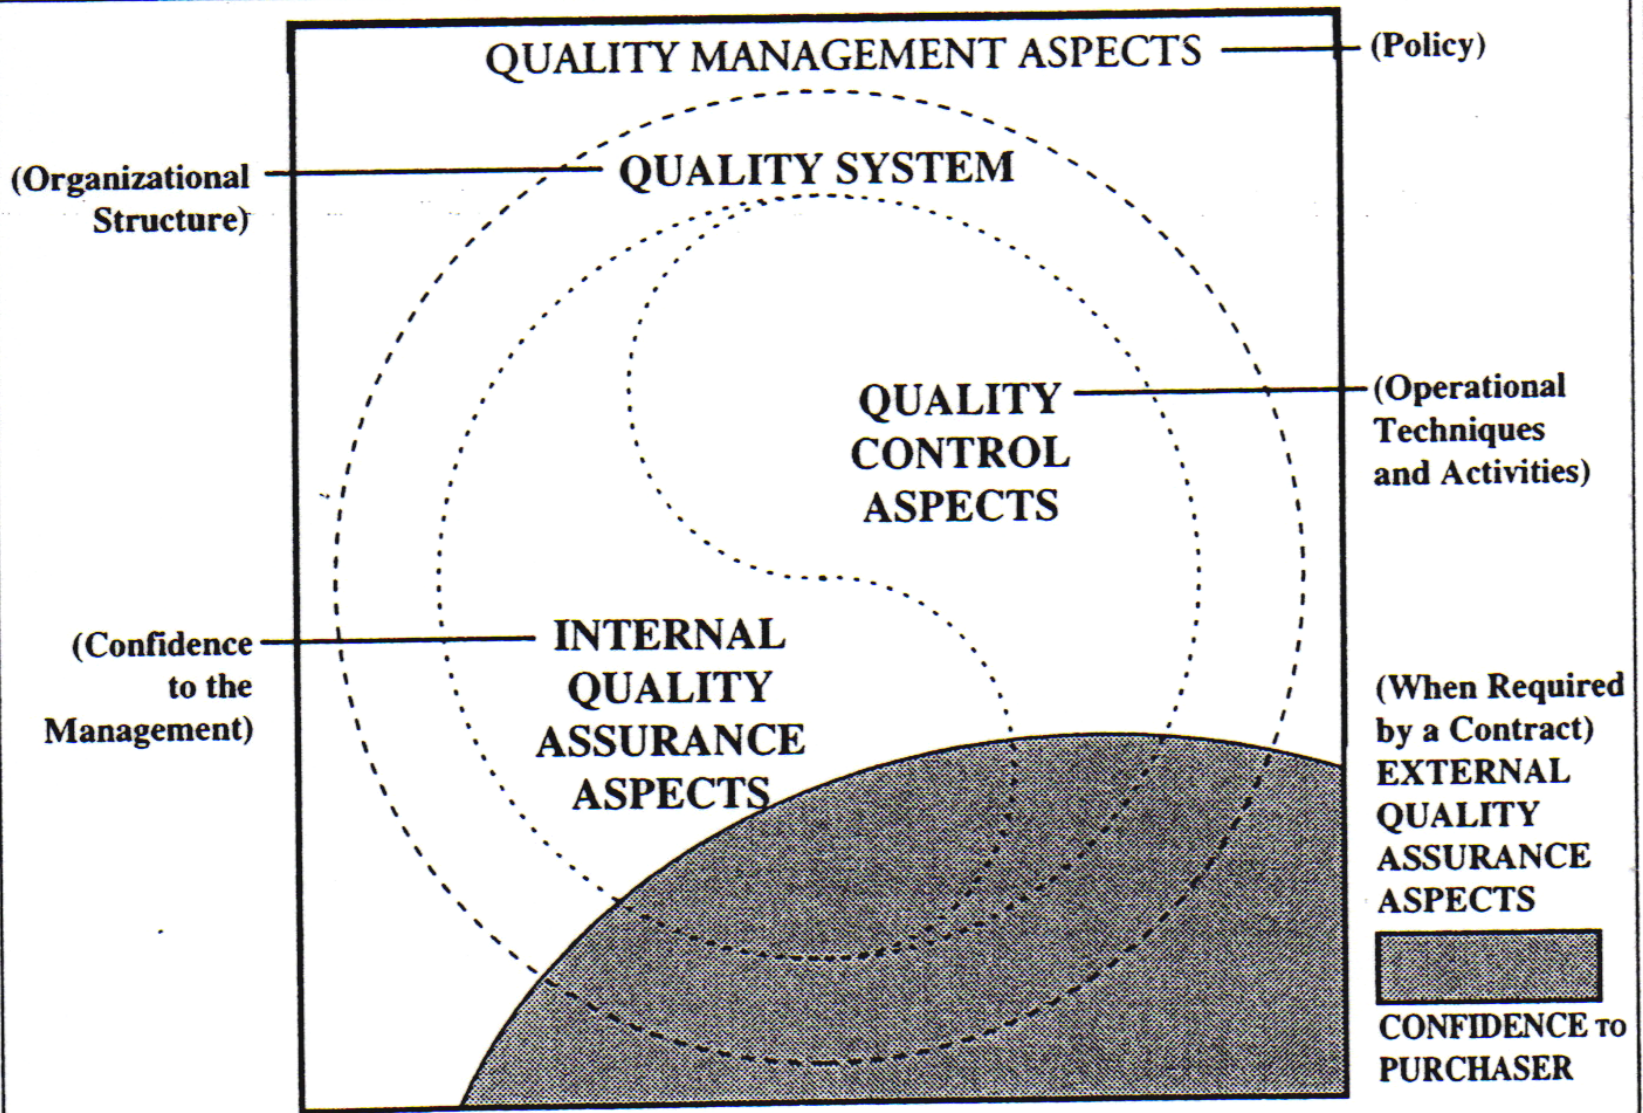 QUALITY MANAGEMENT ASPECTS
(Policy)
(Organizational
Structure)
QUALITY SYSTEM
QUALITY
CONTROL
ASPECTS
(Operational
Techniques
and Activities)
(Confidence
to the
Management)
INTERNAL
QUALITY
ASSURANCE
ASPECTS
(When Required
by a Contract)
EXTERNAL
QUALITY
ASSURANCE
ASPECTS
CONFIDENCE TO
PURCHASER